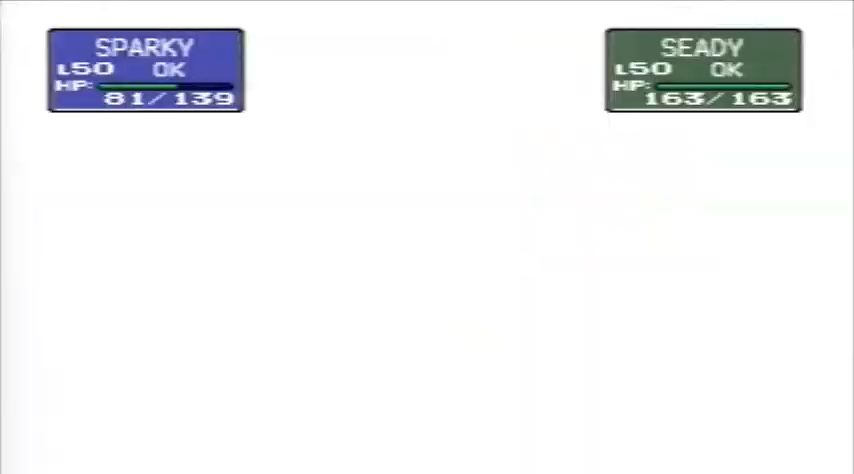 SPARKY
L50 OK
HP:
81/139
SEADY
L50 OK
HP:
163/163